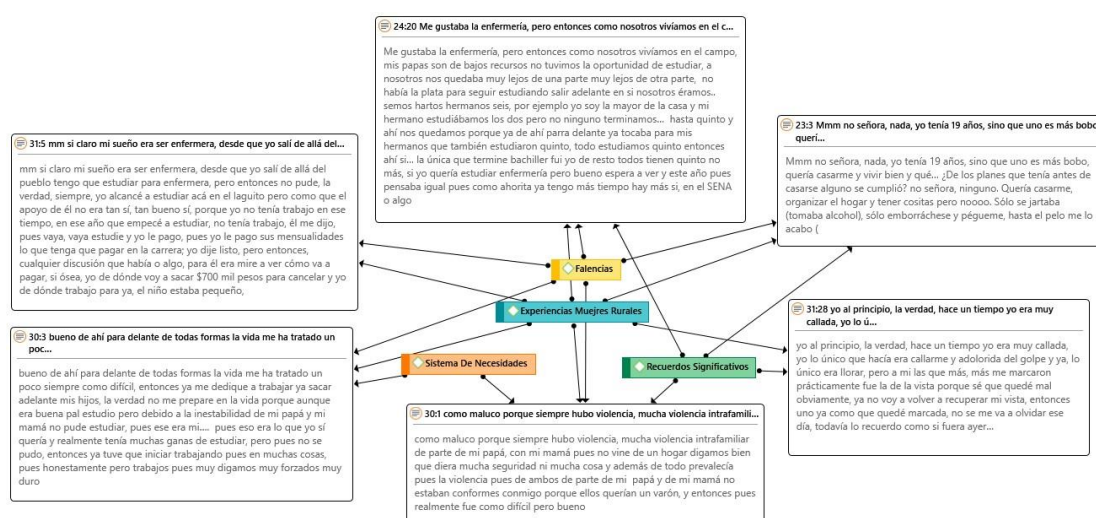 24:20 Me gustaba la enfermería, pero entonces como nosotros vivíamos en el c...
Me gustaba la enfermería, pero entonces como nosotros vivíamos en el campo,
mis papas son de bajos recursos no tuvimos la oportunidad de estudiar, a
nosotros nos quedaba muy lejos de una parte muy lejos de otra parte, no
había la plata para seguir estudiando salir adelante en si nosotros éramos..
semos hartos hermanos seis, por ejemplo yo soy la mayor de la casa y mi
hermano estudiábamos los dos pero no ninguno terminamos... hasta quinto y
ahí nos quedamos porque ya de ahí parra delante ya tocaba para mis
hermanos que también estudiaron quinto, todo estudiamos quinto entonces
ahí si... la única que termine bachiller fui yo de resto todos tienen quinto no
más, si yo quería estudiar enfermería pero bueno espera a ver y este año pues
pensaba igual pues como ahorita ya tengo más tiempo hay más si, en el SENA
o algo
31:5 mm si claro mi sueño era ser enfermera, desde que yo salí de allá del...
mm si claro mi sueño era ser enfermera, desde que yo salí de allá del
pueblo tengo que estudiar para enfermera, pero entonces no pude, la
verdad, siempre, yo alcancé a estudiar acá en el laguito pero como que el
apoyo de él no era tan sí, tan bueno sí, porque yo no tenía trabajo en ese
tiempo, en ese año que empecé a estudiar, no tenía trabajo, él me dijo,
pues vaya, vaya estudie y yo le pago, pues yo le pago sus mensualidades
lo que tenga que pagar en la carrera; yo dije listo, pero entonces,
cualquier discusión que había o algo, para él era mire a ver cómo va a
pagar, si ósea, yo de dónde voy a sacar $700 mil pesos para cancelar y yo
de dónde trabajo para ya, el niño estaba pequeño,
23:3 Mmm no señora, nada, yo tenía 19 años, sino que uno es más bobo,
querí...
Mmm no señora, nada, yo tenía 19 años, sino que uno es más bobo,
quería casarme y vivir bien y qué... ¿De los planes que tenía antes de
casarse alguno se cumplió? no señora, ninguno. Quería casarme,
organizar el hogar y tener cositas pero noooo. Sólo se jartaba
(tomaba alcohol), sólo emborráchese y pégueme, hasta el pelo me lo
acabo (
Falencias
Experiencias Muejres Rurales
Sistema De Necesidades
Recuerdos Significativos
30:3 bueno de ahí para delante de todas formas la vida me ha tratado un
poc...
bueno de ahí para delante de todas formas la vida me ha tratado un
poco siempre como difícil, entonces ya me dedique a trabajar ya sacar
adelante mis hijos, la verdad no me prepare en la vida porque aunque
era buena pal estudio pero debido a la inestabilidad de mi papá y mi
mamá no pude estudiar, pues ese era mi.... pues eso era lo que yo sí
quería y realmente tenía muchas ganas de estudiar, pero pues no se
pudo, entonces ya tuve que iniciar trabajando pues en muchas cosas,
pues honestamente pero trabajos pues muy digamos muy forzados muy
duro
31:28 yo al principio, la verdad, hace un tiempo yo era muy
callada, yo lo ú...
yo al principio, la verdad, hace un tiempo yo era muy callada,
yo lo único que hacía era callarme y adolorida del golpe y ya, lo
único era llorar, pero a mi las que más, más me marcaron
prácticamente fue la de la vista porque sé que quedé mal
obviamente, ya no voy a volver a recuperar mi vista, entonces
uno ya como que quedé marcada, no se me va a olvidar ese
día, todavía lo recuerdo como si fuera ayer...
30:1 como maluco porque siempre hubo violencia, mucha violencia intrafamili...
como maluco porque siempre hubo violencia, mucha violencia intrafamiliar
de parte de mi papá, con mi mamá pues no vine de un hogar digamos bien
que diera mucha seguridad ni mucha cosa y además de todo prevalecía
pues la violencia pues de ambos de parte de mi papá y de mi mamá no
estaban conformes conmigo porque ellos querían un varón, y entonces pues
realmente fue como difícil pero bueno